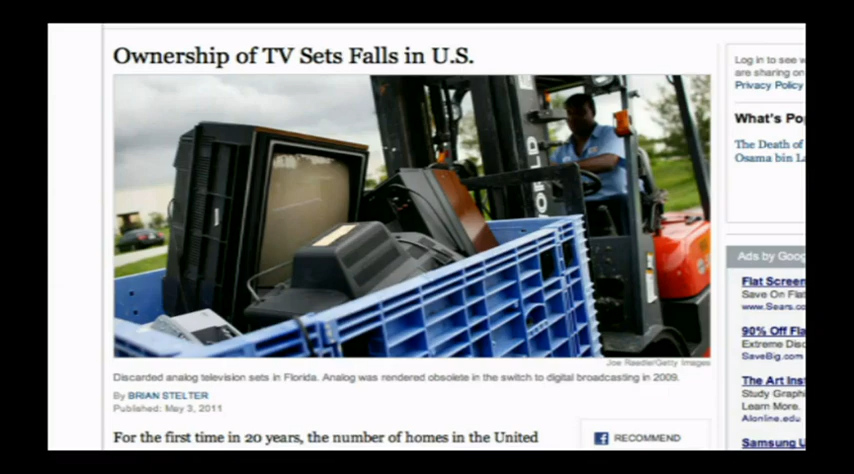 Ownership of TV Sets Falls in U.S.
Joe Raedle/Getty Images
Discarded analog television sets in Florida. Analog was rendered obsolete in the switch to digital broadcasting in 2009.
By BRIAN STELTER
Published: May 3, 2011
For the first time in 20 years, the number of homes in the United
RECOMMEND
Log in to see
are sharing on
Privacy Policy
What's Po
The Death of
Osama bin L
Ads by Goog
Flat Screen
Save On Flat
www.Sears.co
90% Off Fla
Extreme Disc
SaveBig.com
The Art Ins
Study Graph
Learn More.
AIonline.edu
Samsung